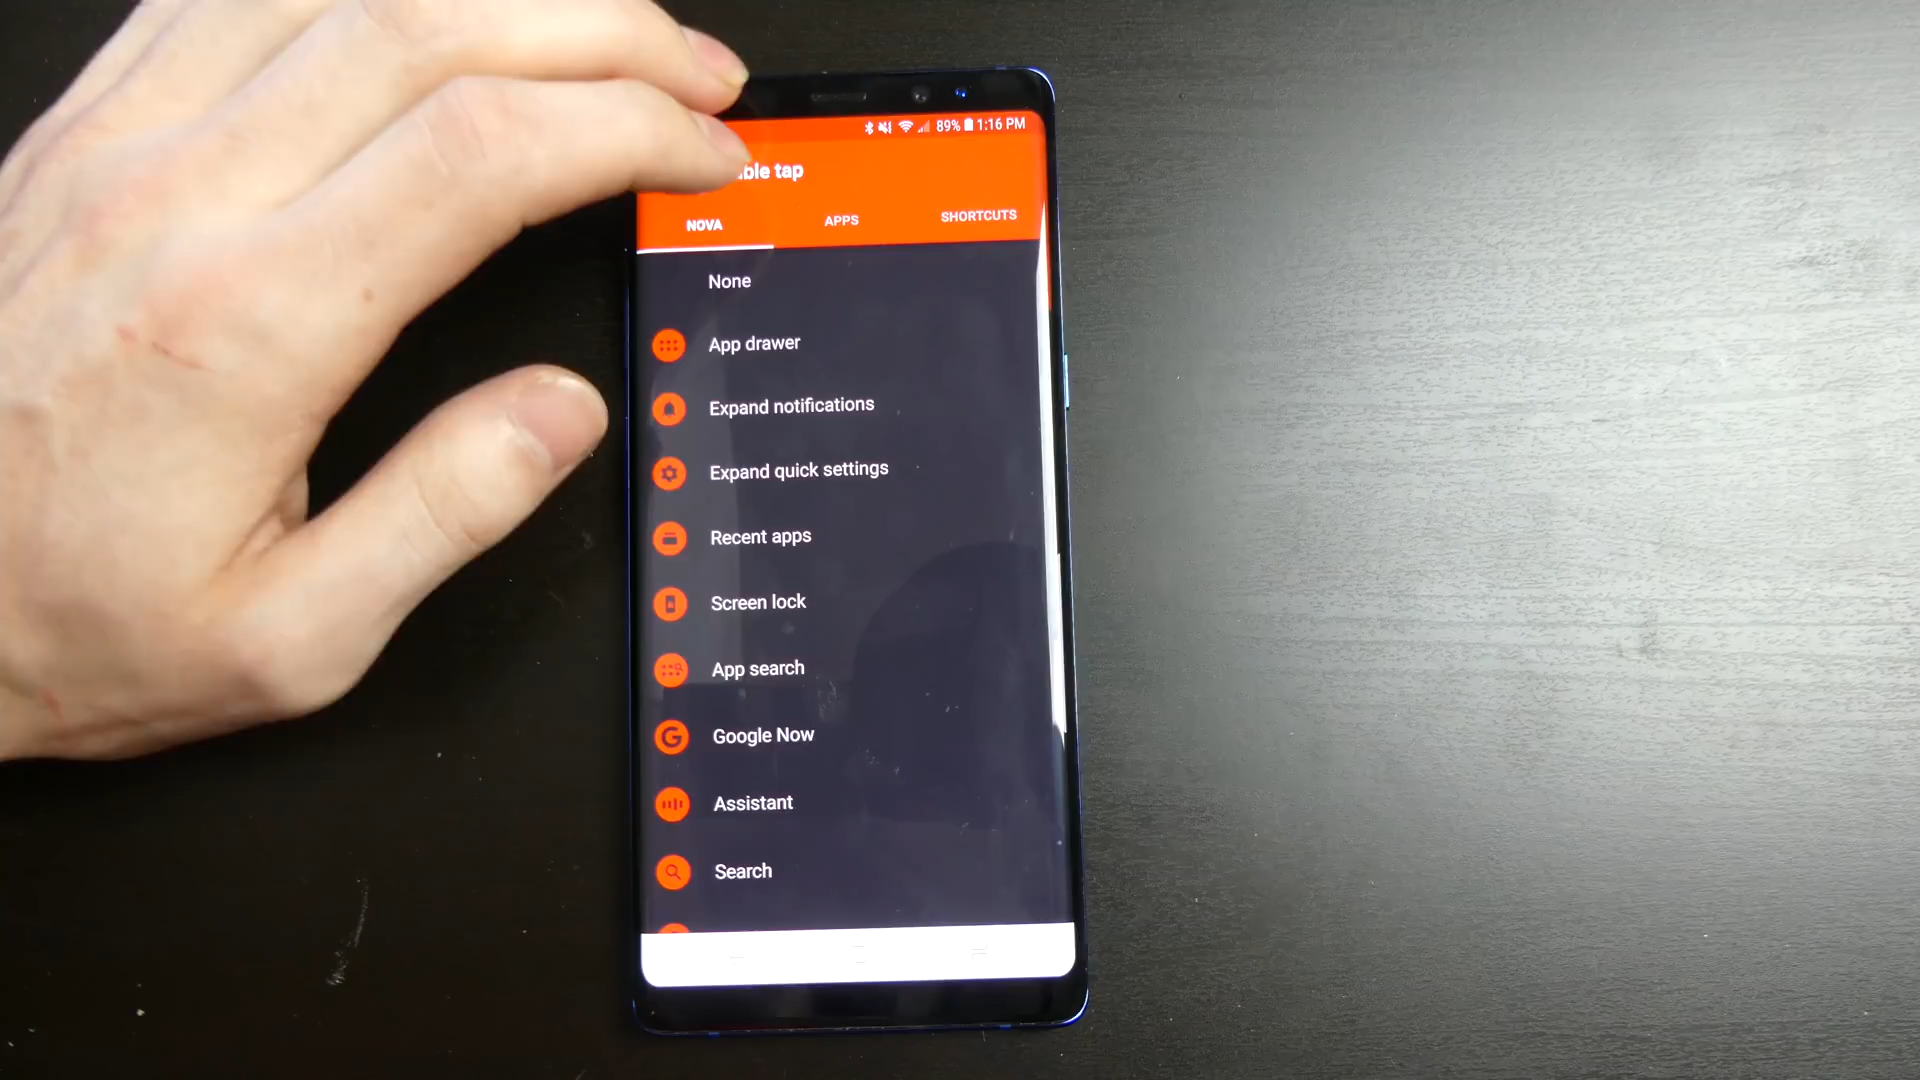 89% 1:16 PM
ble tap
NOVA APPS SHORTCUTS
None
App drawer
Expand notifications
Expand quick settings
Recent apps
Screen lock
App search
Google Now
Assistant
Search